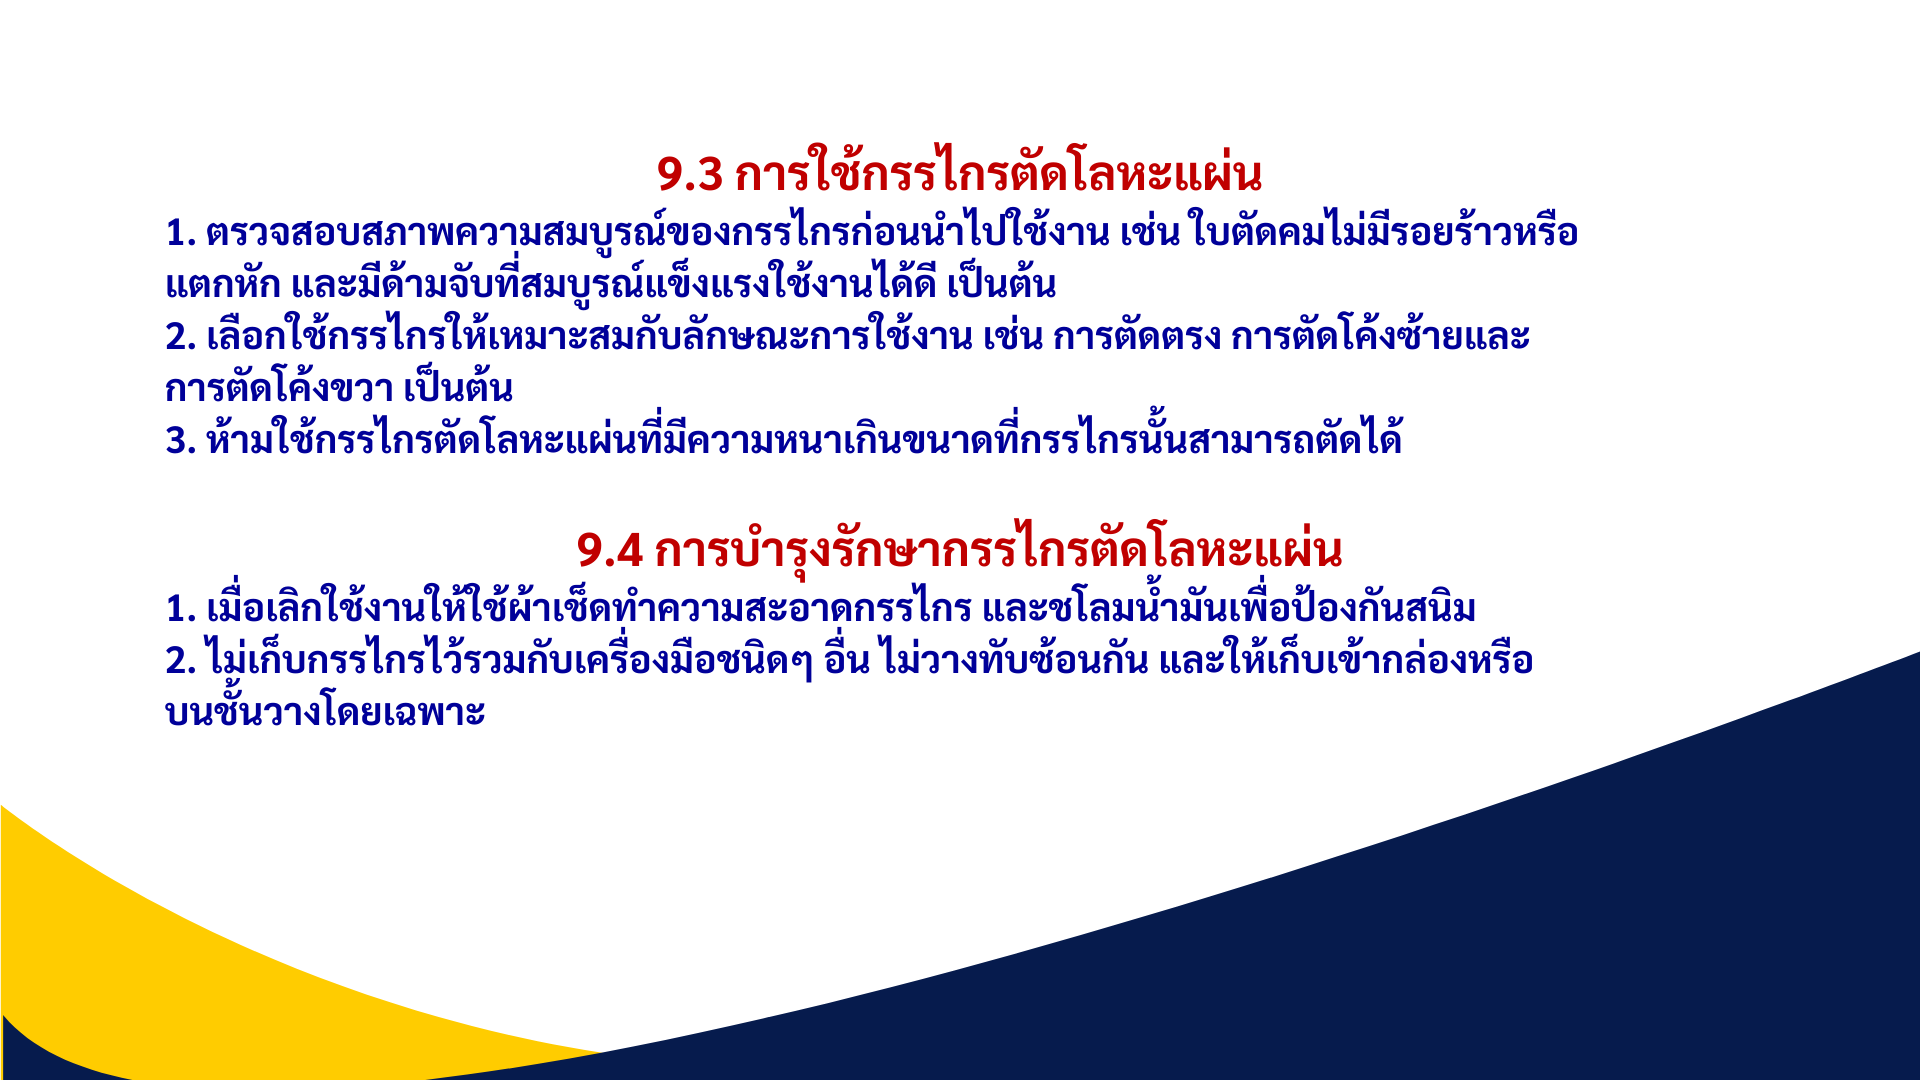 9.3 การใช้กรรไกรตัดโลหะแผ่น
1. ตรวจสอบสภาพความสมบูรณ์ของกรรไกรก่อนนำไปใช้งาน เช่น ใบตัดคมไม่มีรอยร้าวหรือ
แตกหัก และมีด้ามจับที่สมบูรณ์แข็งแรงใช้งานได้ดี เป็นต้น
2. เลือกใช้กรรไกรให้เหมาะสมกับลักษณะการใช้งาน เช่น การตัดตรง การตัดโค้งซ้ายและ
การตัดโค้งขวา เป็นต้น
3. ห้ามใช้กรรไกรตัดโลหะแผ่นที่มีความหนาเกินขนาดที่กรรไกรนั้นสามารถตัดได้
9.4 การบำรุงรักษากรรไกรตัดโลหะแผ่น
1. เมื่อเลิกใช้งานให้ใช้ผ้าเช็ดทำความสะอาดกรรไกร และชโลมน้ำมันเพื่อป้องกันสนิม
2. ไม่เก็บกรรไกรไว้รวมกับเครื่องมือชนิดๆ อื่น ไม่วางทับซ้อนกัน และให้เก็บเข้ากล่องหรือ
บนชั้นวางโดยเฉพาะ